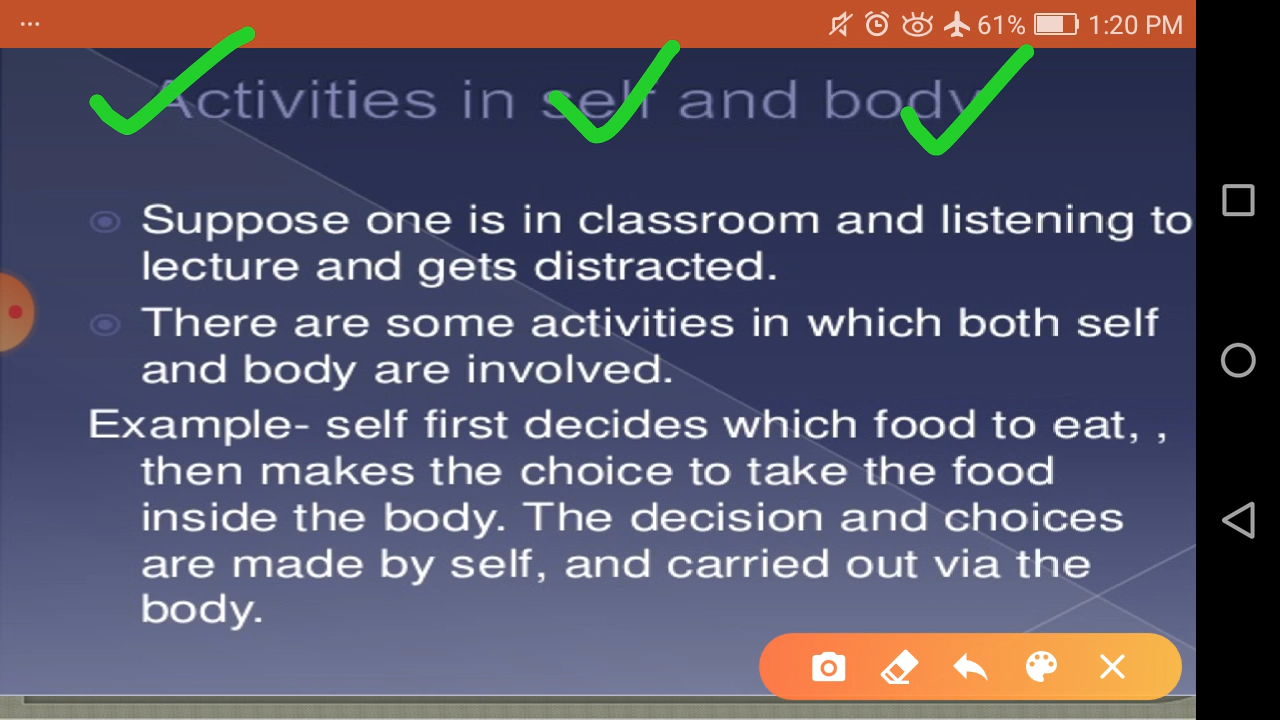 61% 1:20 PM
Activities in self and body
Suppose one is in classroom and listening to
lecture and gets distracted.
There are some activities in which both self
and body are involved.
Example- self first decides which food to eat, ,
then makes the choice to take the food
inside the body. The decision and choices
are made by self, and carried out via the
body.